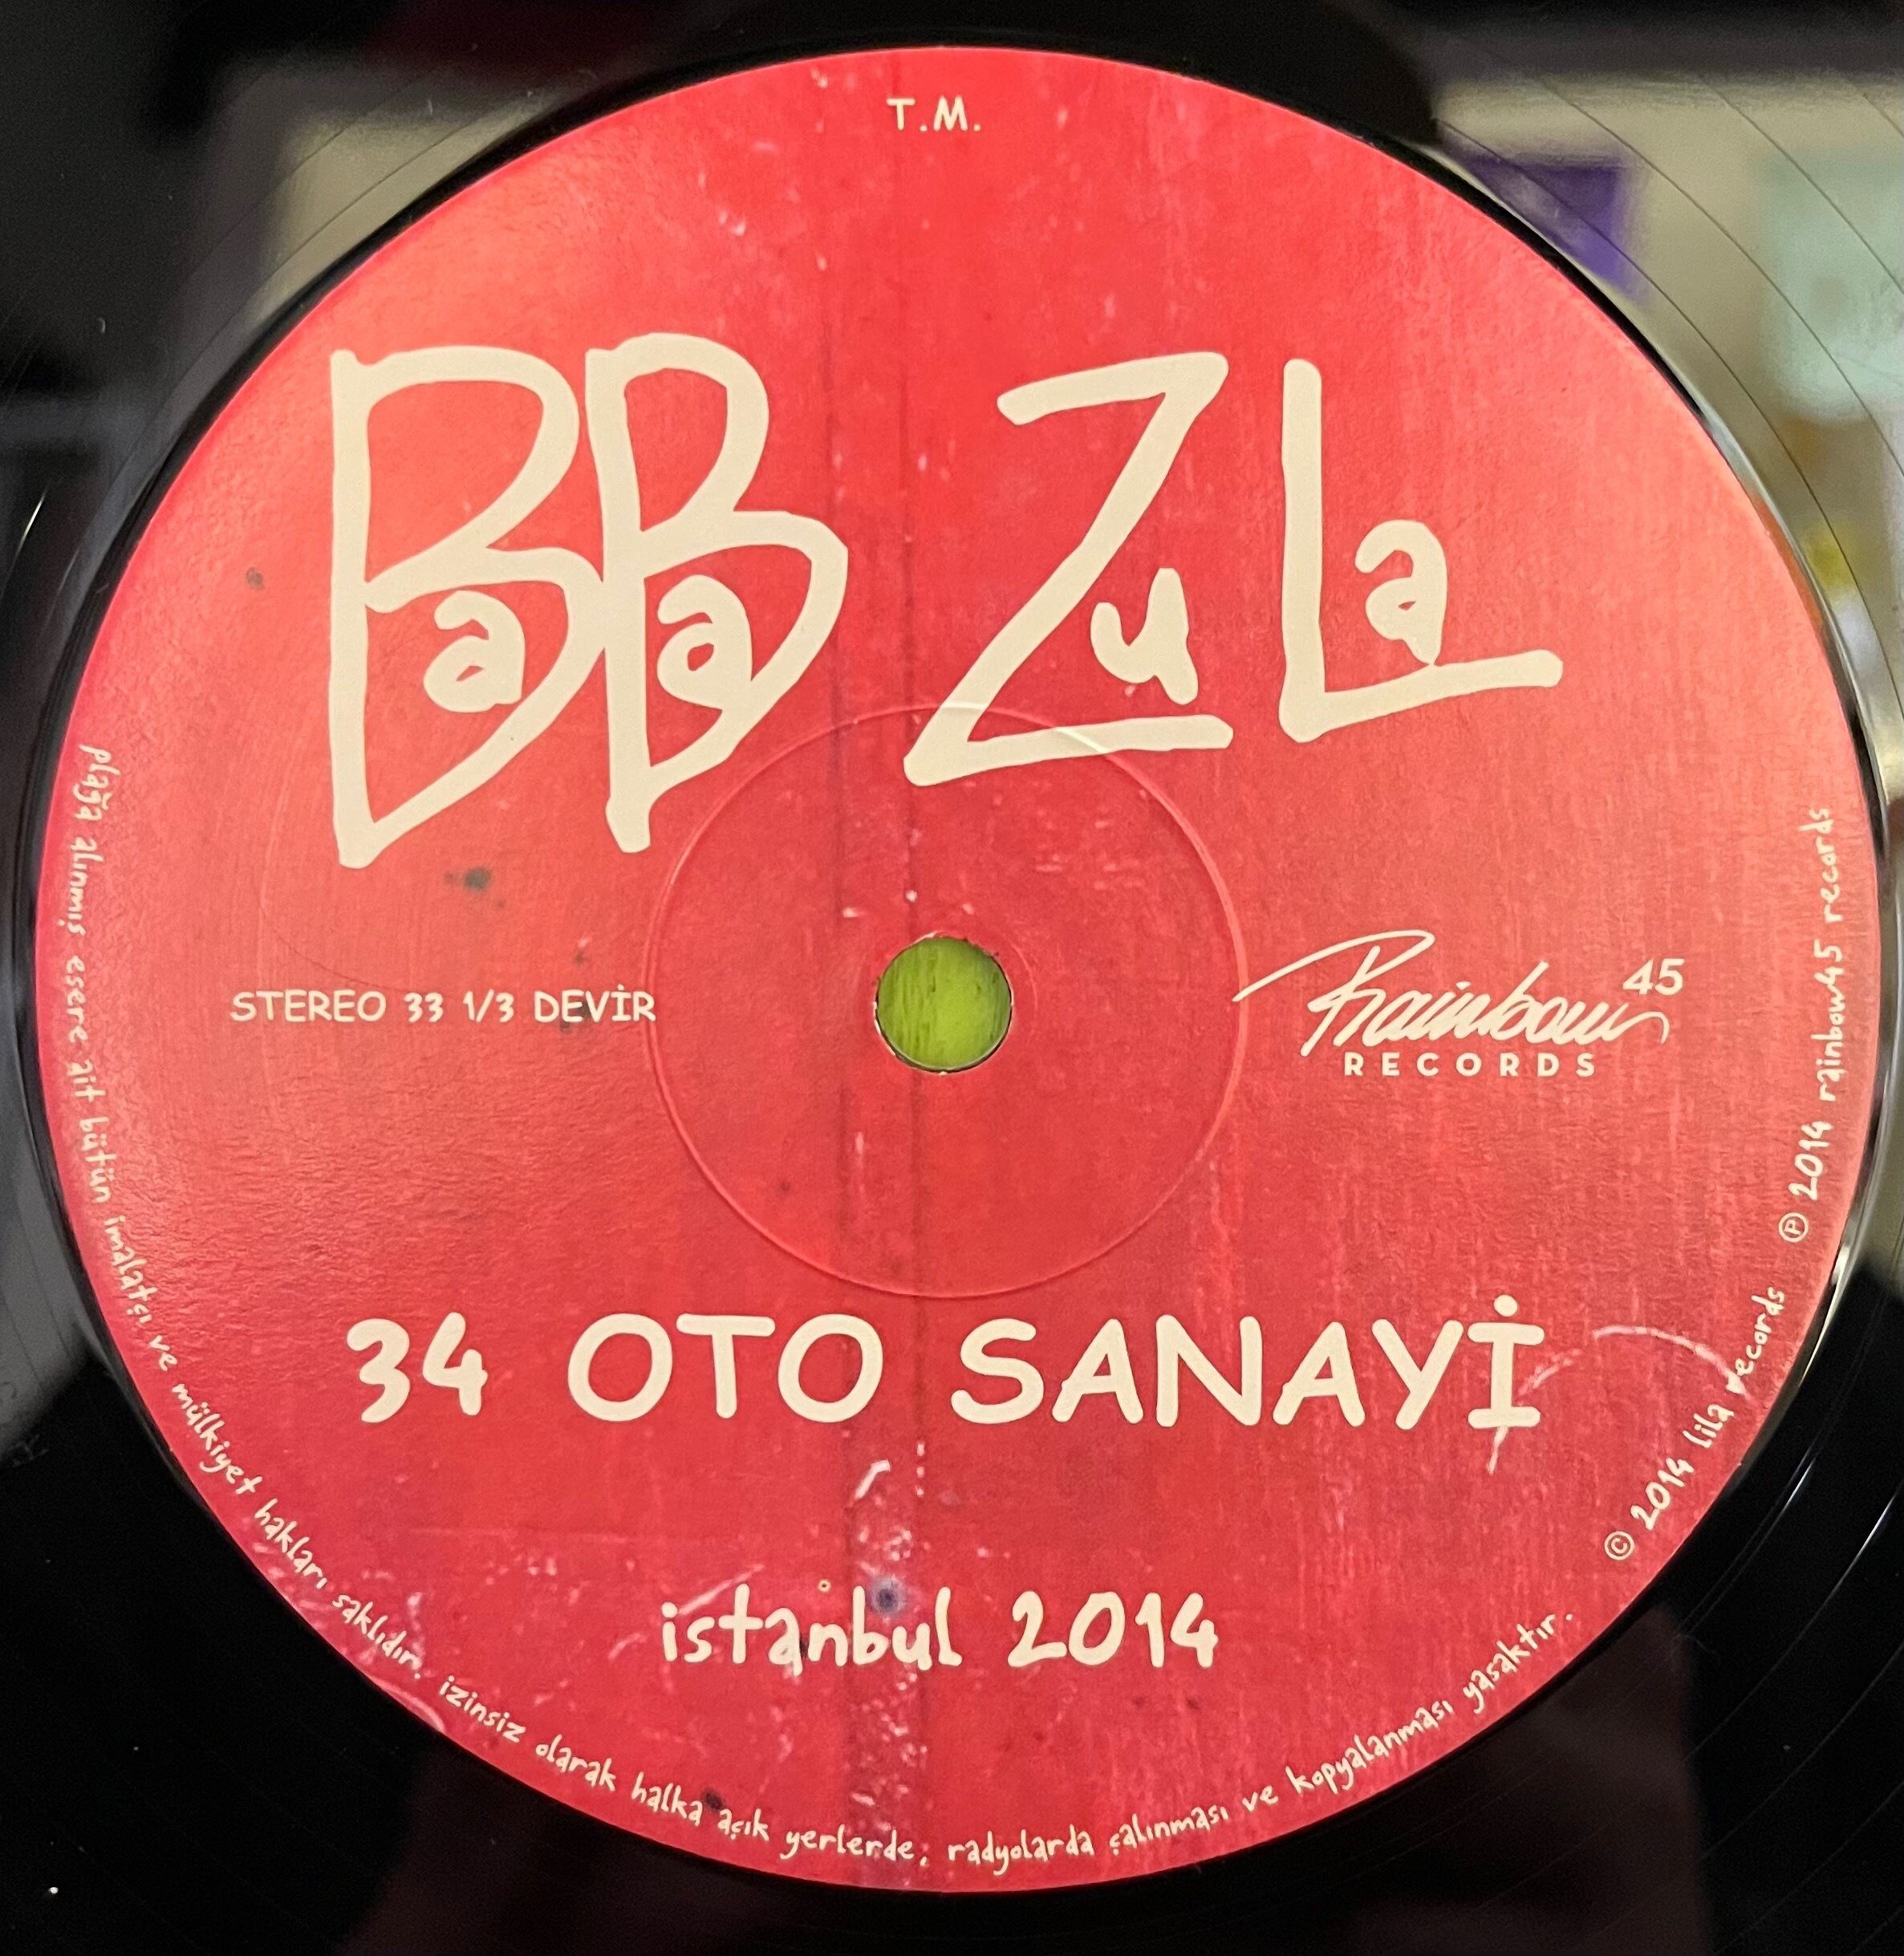 T.M.
BaBa ZuLa
STEREO 33 1/3 DEVİR
Rainbow 45
RECORDS
34 OTO SANAYİ
istanbul 2014
plağa alınmış esere ait bütün imalatçı ve mülkiyet hakları saklıdır. izinsiz olarak halka açık yerlerde; radyolarda çalınması ve kopyalanması yasaktır.
© 2014 lila records ℗ 2014 rainbow45 records